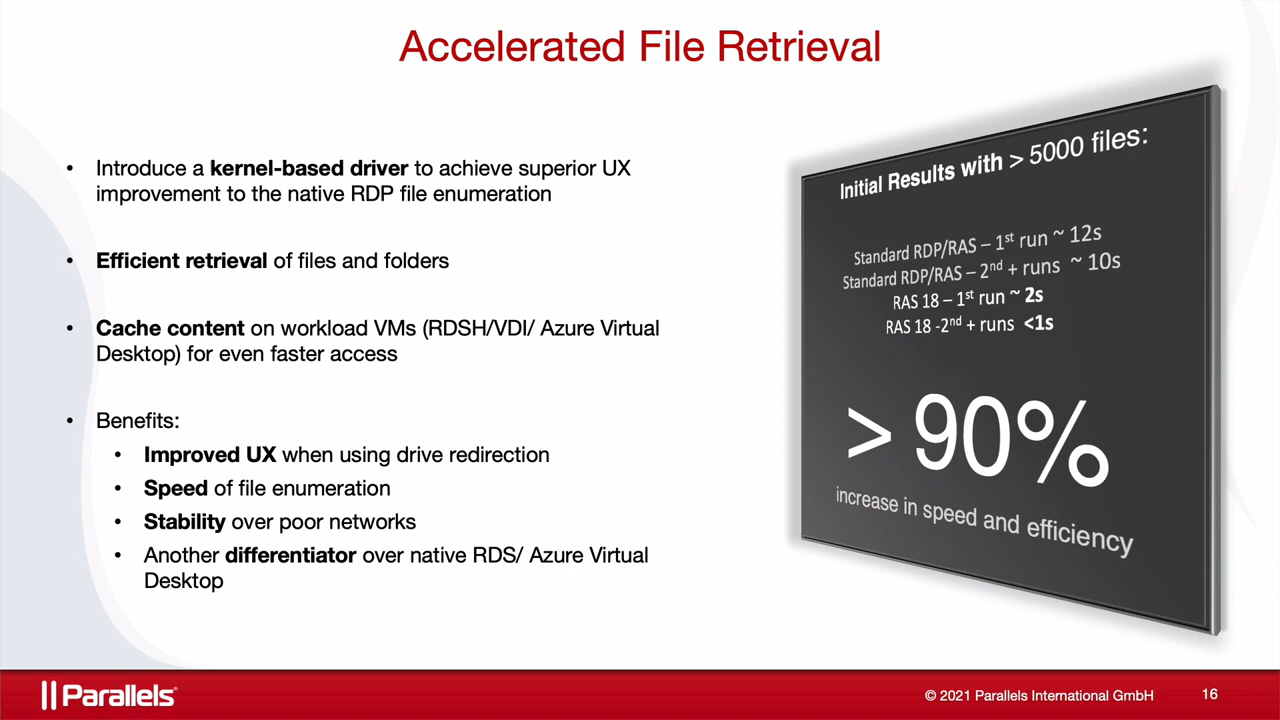 Accelerated File Retrieval
• Introduce a kernel-based driver to achieve superior UX
improvement to the native RDP file enumeration
• Efficient retrieval of files and folders
• Cache content on workload VMs (RDSH/VDI/ Azure Virtual
Desktop) for even faster access
• Benefits:
• Improved UX when using drive redirection
• Speed of file enumeration
• Stability over poor networks
• Another differentiator over native RDS/ Azure Virtual
Desktop
Initial Results with > 5000 files:
Standard RDP/RAS – 1st run ~ 12s
Standard RDP/RAS – 2nd + runs ~ 10s
RAS 18 – 1st run ~ 2s
RAS 18 -2nd + runs <1s
> 90%
increase in speed and efficiency
Parallels®
© 2021 Parallels International GmbH
16